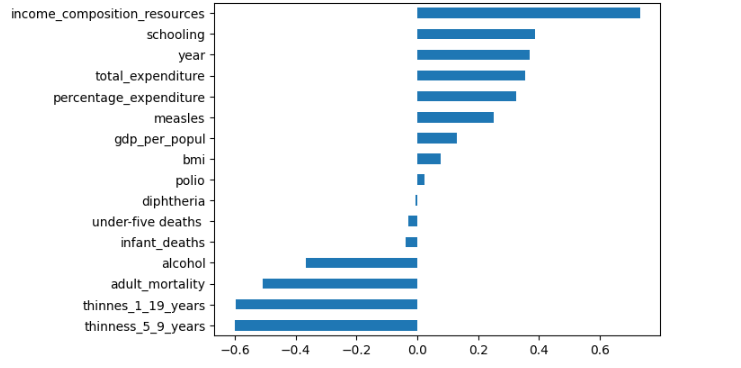 income_composition_resources
schooling
year
total_expenditure
percentage_expenditure
measles
gdp_per_popul
bmi
polio
diphtheria
under-five deaths
infant_deaths
alcohol
adult_mortality
thinnes_1_19_years
thinness_5_9_years
−0.6 −0.4 −0.2 0.0 0.2 0.4 0.6